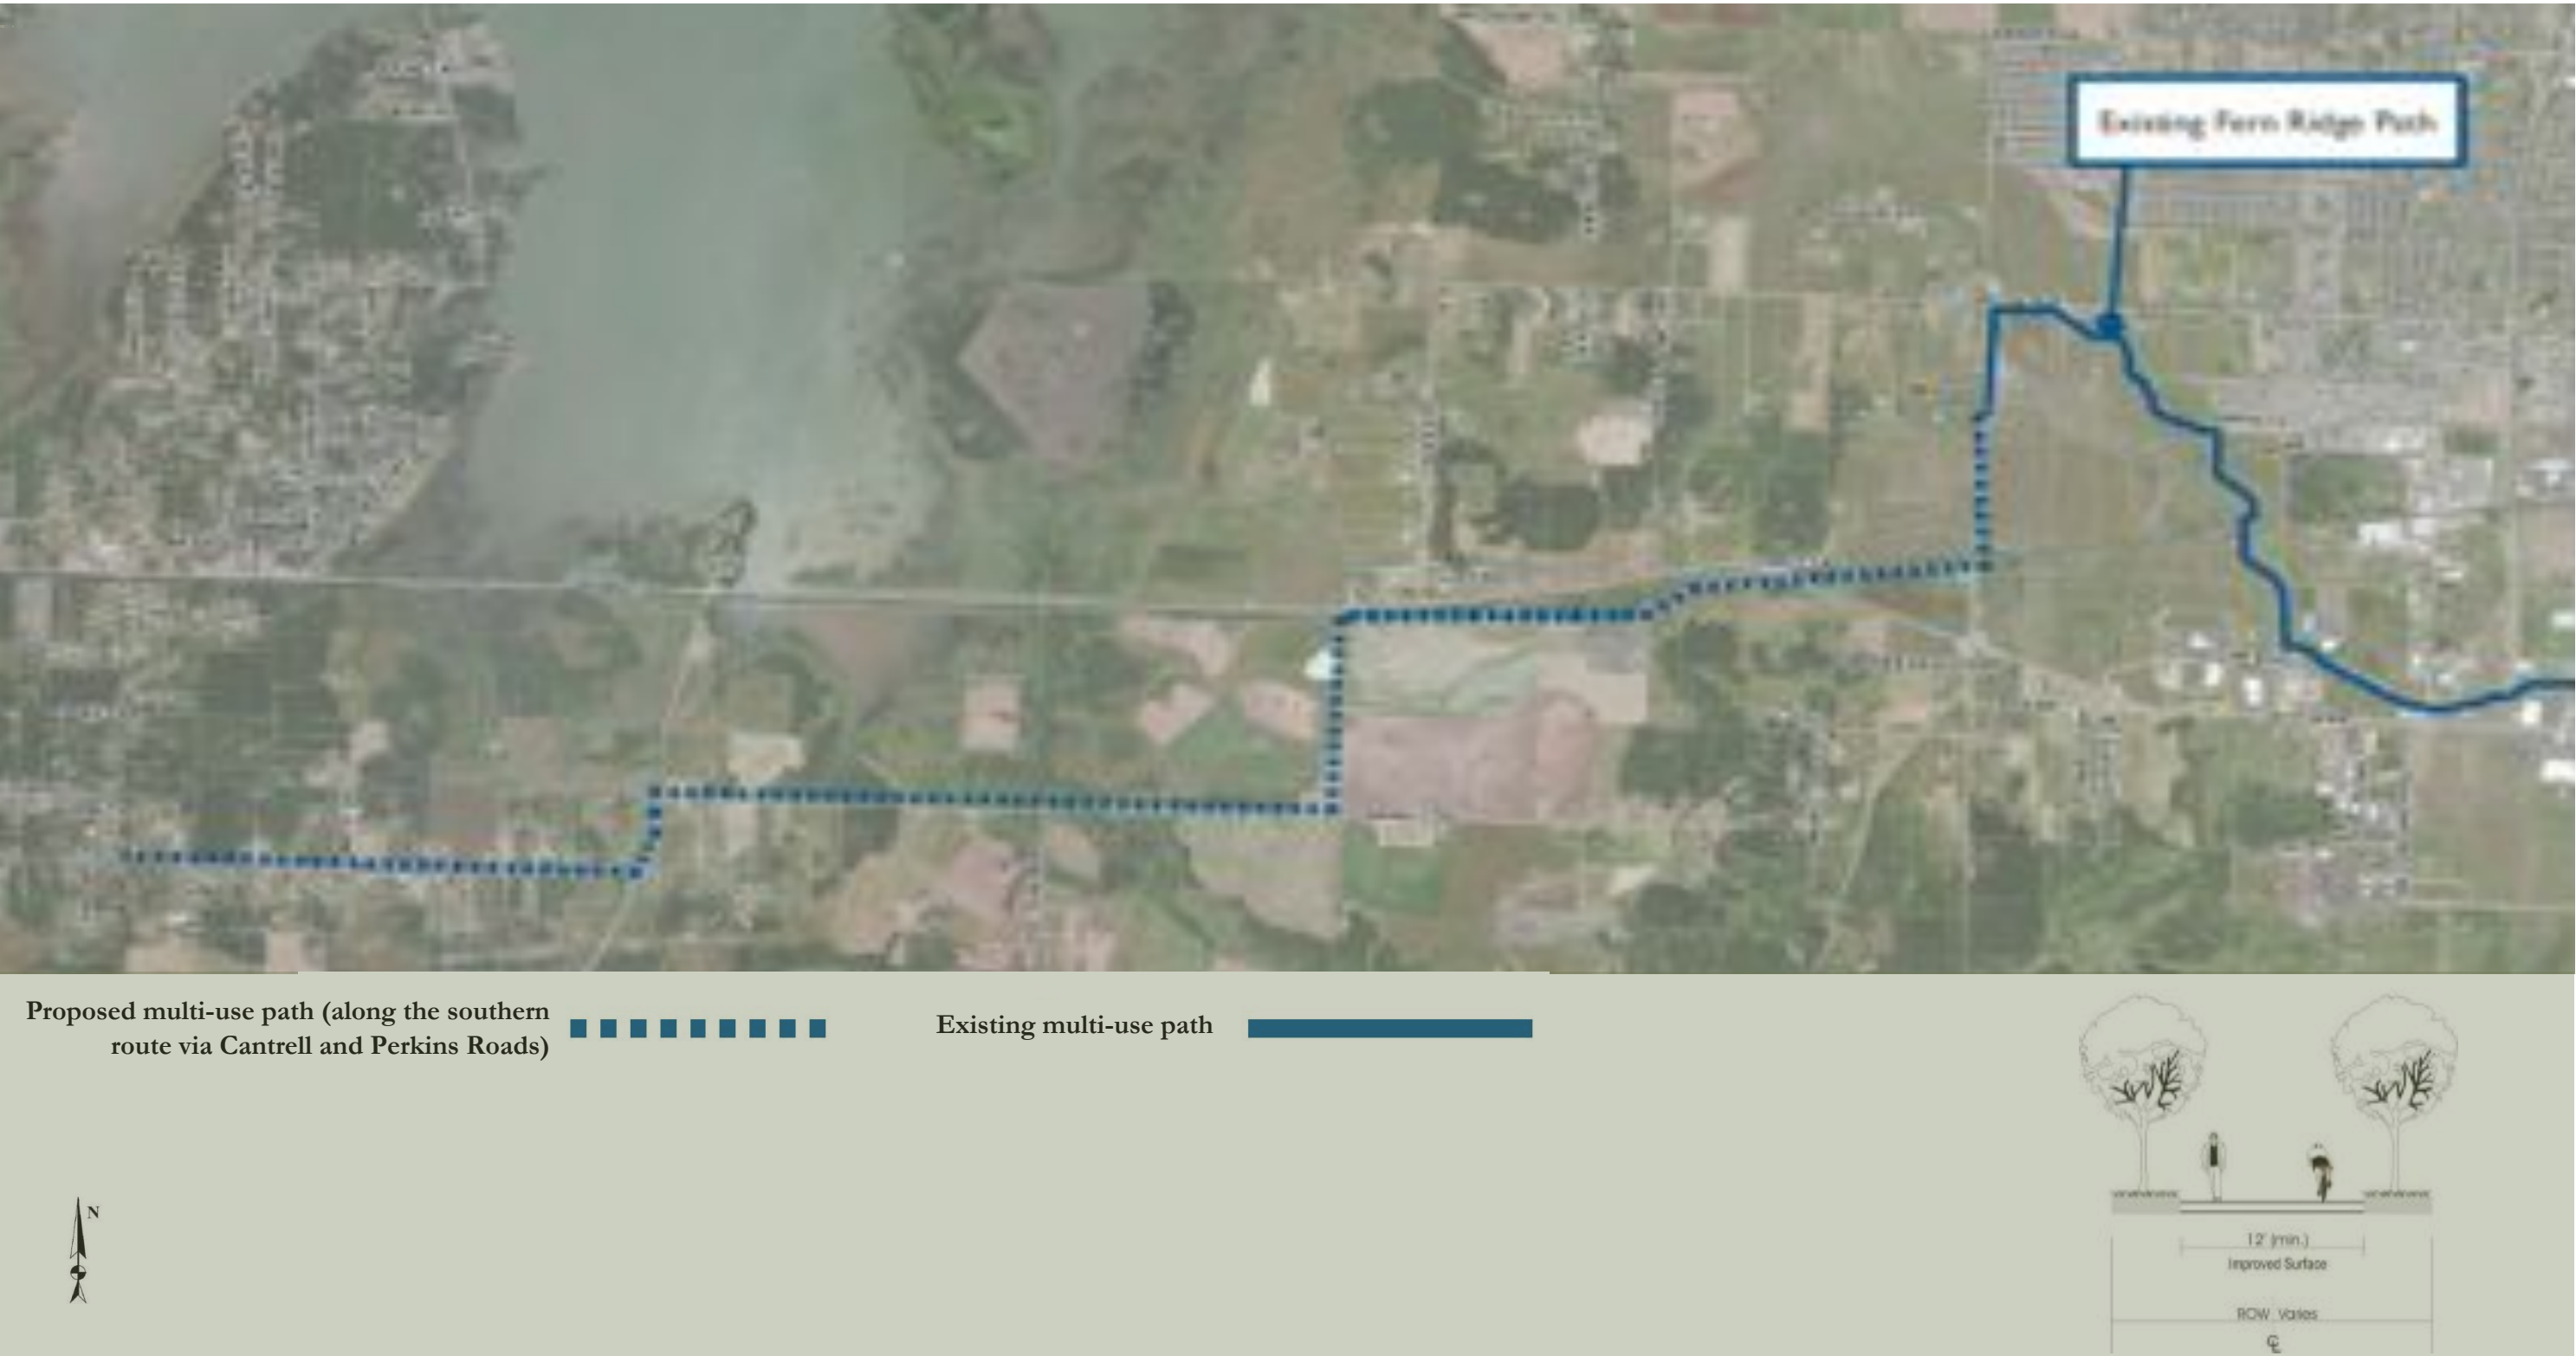 Existing Fern Ridge Path
Proposed multi-use path (along the southern
route via Cantrell and Perkins Roads)
Existing multi-use path
N
12' (min.)
Improved Surface
ROW Varies
℄